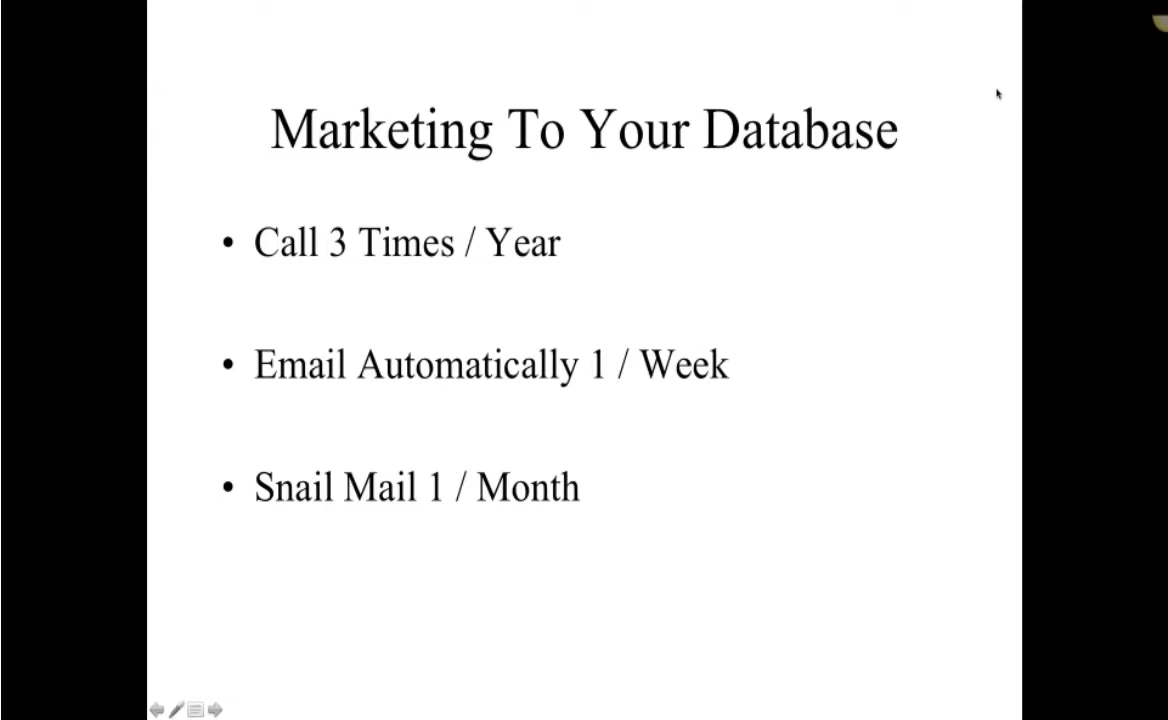 Marketing To Your Database
• Call 3 Times / Year
• Email Automatically 1 / Week
• Snail Mail 1 / Month